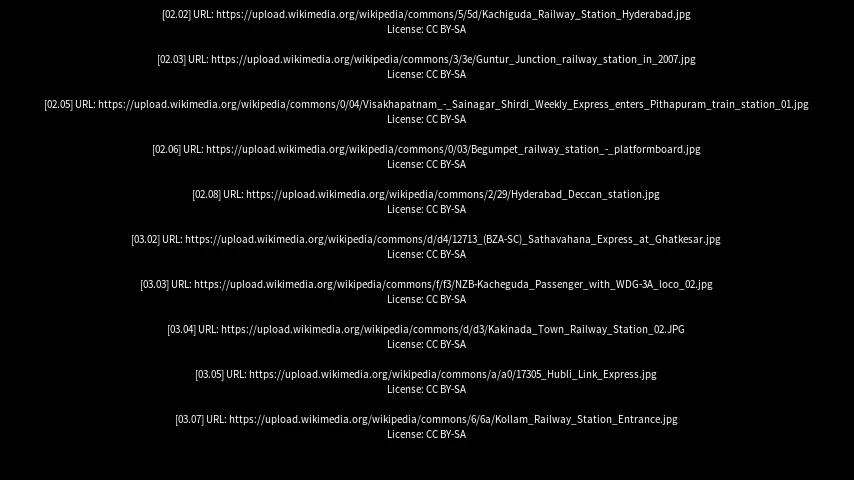 [02.02] URL: https://upload.wikimedia.org/wikipedia/commons/5/5d/Kachiguda_Railway_Station_Hyderabad.jpg
License: CC BY-SA
[02.03] URL: https://upload.wikimedia.org/wikipedia/commons/3/3e/Guntur_Junction_railway_station_in_2007.jpg
License: CC BY-SA
[02.05] URL: https://upload.wikimedia.org/wikipedia/commons/0/04/Visakhapatnam_-_Sainagar_Shirdi_Weekly_Express_enters_Pithapuram_train_station_01.jpg
License: CC BY-SA
[02.06] URL: https://upload.wikimedia.org/wikipedia/commons/0/03/Begumpet_railway_station_-_platformboard.jpg
License: CC BY-SA
[02.08] URL: https://upload.wikimedia.org/wikipedia/commons/2/29/Hyderabad_Deccan_station.jpg
License: CC BY-SA
[03.02] URL: https://upload.wikimedia.org/wikipedia/commons/d/d4/12713_(BZA-SC)_Sathavahana_Express_at_Ghatkesar.jpg
License: CC BY-SA
[03.03] URL: https://upload.wikimedia.org/wikipedia/commons/f/f3/NZB-Kacheguda_Passenger_with_WDG-3A_loco_02.jpg
License: CC BY-SA
[03.04] URL: https://upload.wikimedia.org/wikipedia/commons/d/d3/Kakinada_Town_Railway_Station_02.JPG
License: CC BY-SA
[03.05] URL: https://upload.wikimedia.org/wikipedia/commons/a/a0/17305_Hubli_Link_Express.jpg
License: CC BY-SA
[03.07] URL: https://upload.wikimedia.org/wikipedia/commons/6/6a/Kollam_Railway_Station_Entrance.jpg
License: CC BY-SA